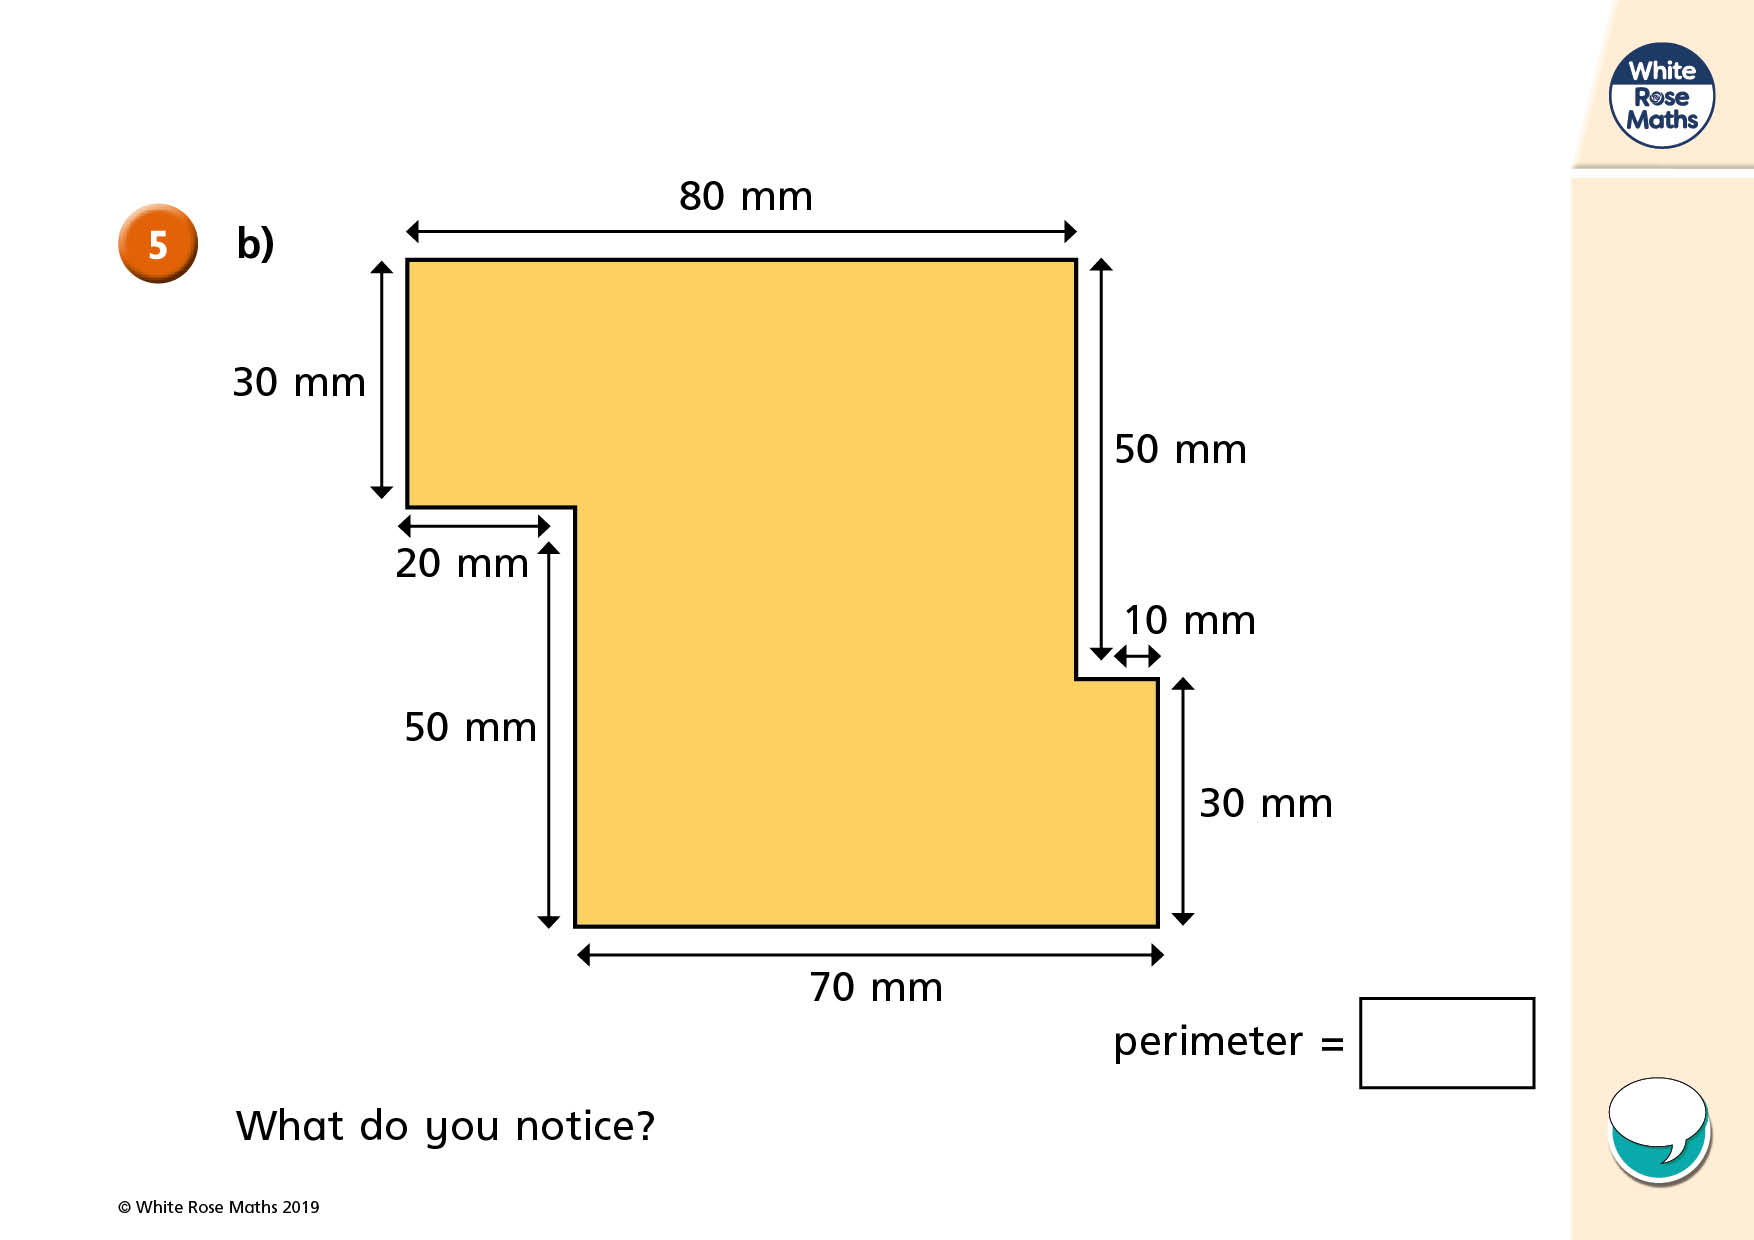 White
Rose
Maths
80 mm
5 b)
30 mm
50 mm
20 mm
10 mm
50 mm
30 mm
70 mm
perimeter =
What do you notice?
© White Rose Maths 2019